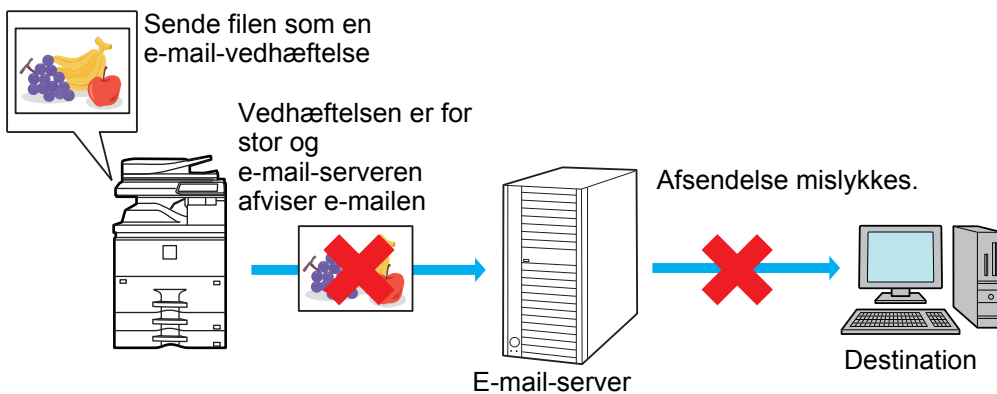 Sende filen som en
e-mail-vedhæftelse
Vedhæftelsen er for
stor og
e-mail-serveren
afviser e-mailen
Afsendelse mislykkes.
E-mail-server
Destination